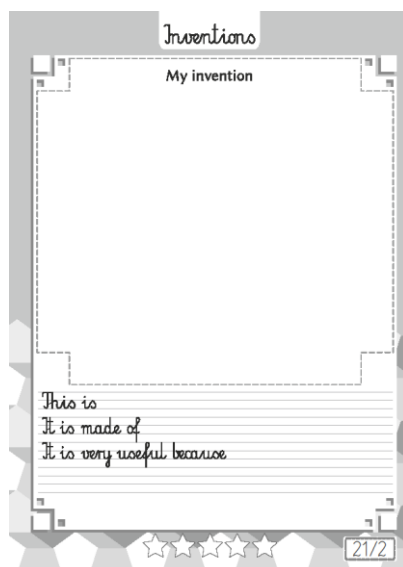 Inventions
My invention
This is
It is made of
It is very useful because
21/2